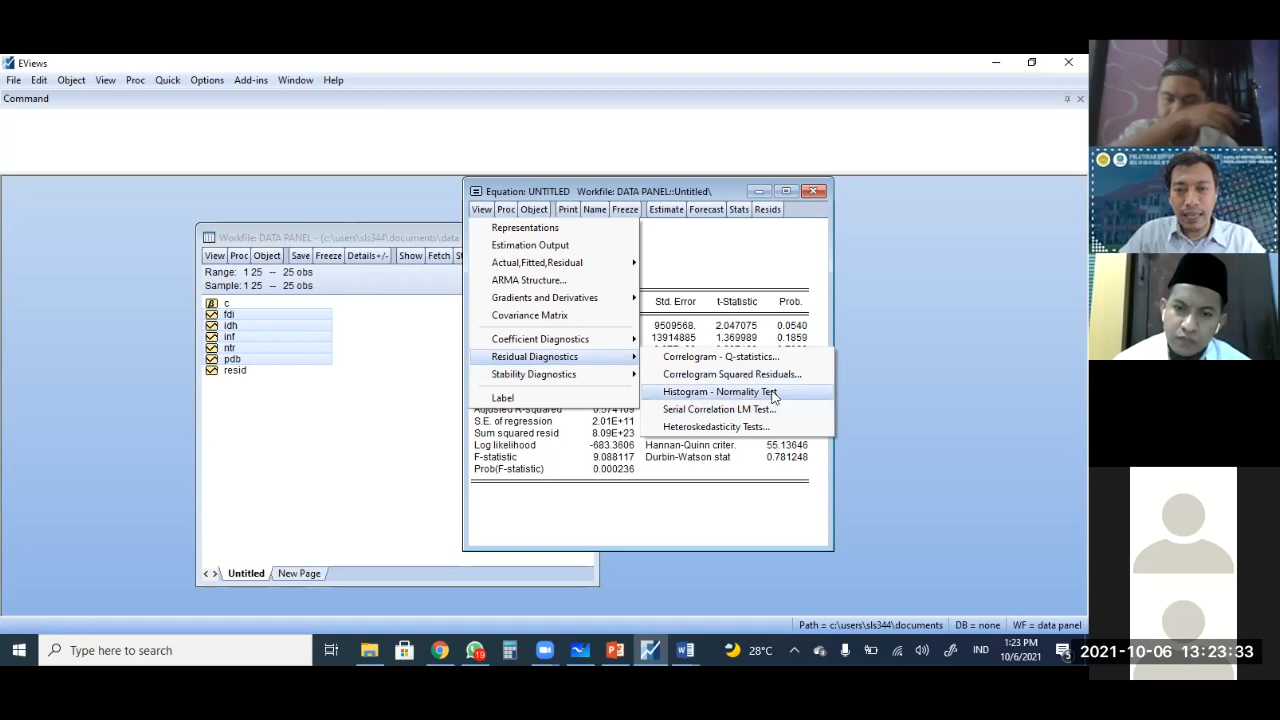 EViews
File Edit Object View Proc Quick Options Add-ins Window Help
Command
Equation: UNTITLED Workfile: DATA PANEL::Untitled\
View Proc Object Print Name Freeze Estimate Forecast Stats Resids
Representations
Estimation Output
Actual,Fitted,Residual
ARMA Structure...
Gradients and Derivatives
Covariance Matrix
Coefficient Diagnostics
Residual Diagnostics
Stability Diagnostics
Label
Correlogram - Q-statistics...
Correlogram Squared Residuals...
Histogram - Normality Test
Serial Correlation LM Test...
Heteroskedasticity Tests...
Std. Error t-Statistic Prob.
9509568. 2.047075 0.0540
13914885 1.369989 0.1859
Adjusted R-squared 0.574109
S.E. of regression 2.01E+11
Sum squared resid 8.09E+23
Log likelihood -683.3606 Hannan-Quinn criter. 55.13646
F-statistic 9.088117 Durbin-Watson stat 0.781248
Prob(F-statistic) 0.000236
Workfile: DATA PANEL - (c:\users\sls344\documents\data
View Proc Object Save Freeze Details+/- Show Fetch
Range: 1 25 -- 25 obs
Sample: 1 25 -- 25 obs
c
fdi
idh
inf
ntr
pdb
resid
Untitled New Page
Path = c:\users\sls344\documents DB = none WF = data panel
Type here to search
19
28°C
IND
1:23 PM
10/6/2021
5
2021-10-06 13:23:33